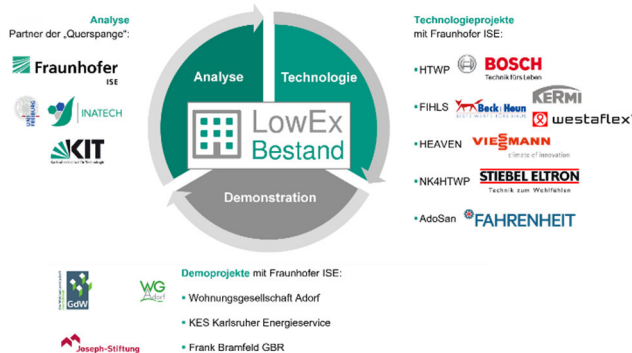 Analyse
Partner der „Querspange“:
Fraunhofer
ISE
INATECH
KIT
Analyse
Technologie
LowEx
Bestand
Demonstration
Technologieprojekte
mit Fraunhofer ISE:
HTWP
BOSCH
Technik fürs Leben
FIHLS
Beck+Heun
KERMI
westaflex
HEAVEN
VIESSMANN
climate of innovation
NK4HTWP
STIEBEL ELTRON
Technik zum Wohlfühlen
AdoSan
FAHRENHEIT
GdW
WG
Adorf
Joseph-Stiftung
Demoprojekte mit Fraunhofer ISE:
Wohnungsgesellschaft Adorf
KES Karlsruher Energieservice
Frank Bramfeld GBR